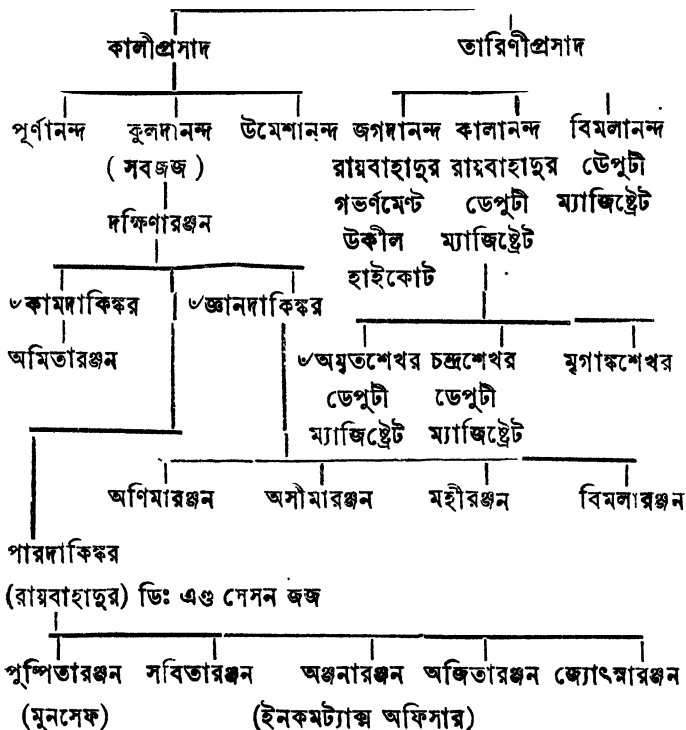 কালীপ্রসাদ তারিণীপ্রসাদ
পূর্ণানন্দ কুলদানন্দ উমেশানন্দ জগদানন্দ কালানন্দ বিমলানন্দ
( সবজজ ) রায়বাহাদুর রায়বাহাদুর ডেপুটী
গভর্ণমেণ্ট ডেপুটী ম্যাজিষ্ট্রেট
দক্ষিণারঞ্জন উকীল ম্যাজিষ্ট্রেট
হাইকোর্ট
৺কামদাকিঙ্কর ৺জ্ঞানদাকিঙ্কর
অমিতারঞ্জন ৺অমৃতশেখর চন্দ্রশেখর মৃগাঙ্কশেখর
ডেপুটী ডেপুটী
ম্যাজিষ্ট্রেট ম্যাজিষ্ট্রেট
অণিমারঞ্জন অসীমারঞ্জন মহীরঞ্জন বিমলারঞ্জন
পারদাকিঙ্কর
(রায়বাহাদুর) ডিঃ এণ্ড সেসন জজ
পুষ্পিতারঞ্জন সবিতারঞ্জন অঞ্জনারঞ্জন অজিতারঞ্জন জ্যোৎস্নারঞ্জন
(মুনসেফ) (ইনকমট্যাক্স অফিসার)